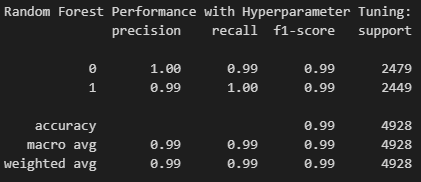 Random Forest Performance with Hyperparameter Tuning:
precision recall f1-score support
0 1.00 0.99 0.99 2479
1 0.99 1.00 0.99 2449
accuracy 0.99 4928
macro avg 0.99 0.99 0.99 4928
weighted avg 0.99 0.99 0.99 4928